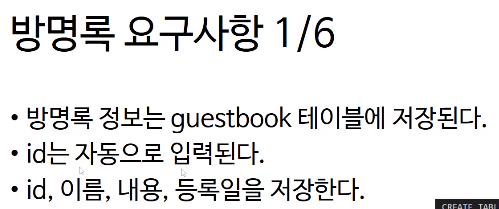 방명록 요구사항 1/6
• 방명록 정보는 guestbook 테이블에 저장된다.
• id는 자동으로 입력된다.
• id, 이름, 내용, 등록일을 저장한다.
CREATE TABL